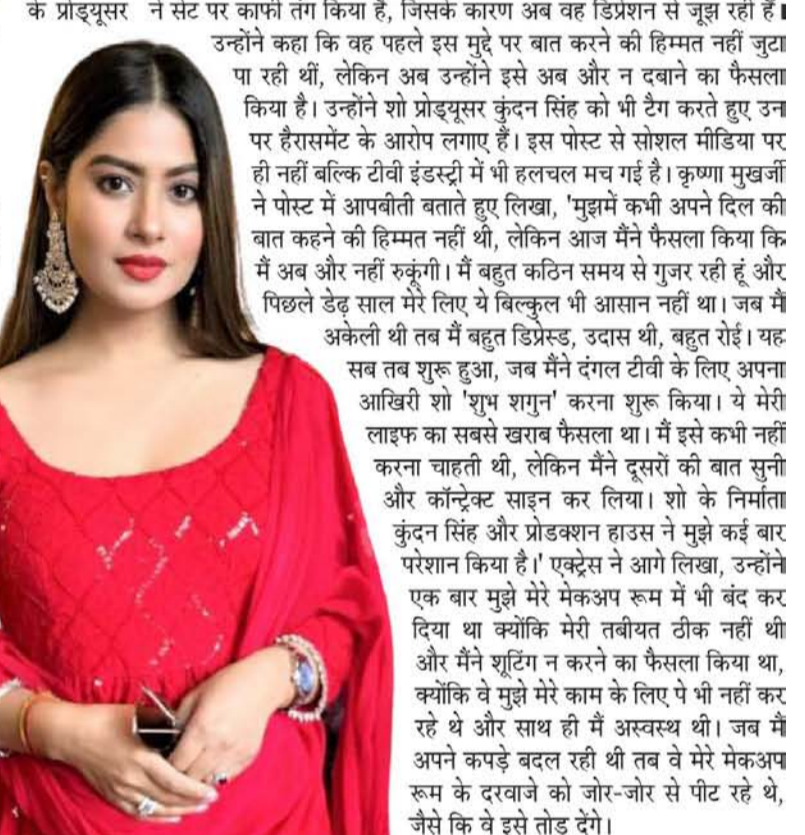 के प्रोड्यूसर ने सेट पर काफी तंग किया है, जिसके कारण अब वह डिप्रेशन से जूझ रही हैं।
उन्होंने कहा कि वह पहले इस मुद्दे पर बात करने की हिम्मत नहीं जुटा
पा रही थीं, लेकिन अब उन्होंने इसे अब और न दबाने का फैसला
किया है। उन्होंने शो प्रोड्यूसर कुंदन सिंह को भी टैग करते हुए उन
पर हैरासमेंट के आरोप लगाए हैं। इस पोस्ट से सोशल मीडिया पर
ही नहीं बल्कि टीवी इंडस्ट्री में भी हलचल मच गई है। कृष्णा मुखर्जी
ने पोस्ट में आपबीती बताते हुए लिखा, 'मुझमें कभी अपने दिल की
बात कहने की हिम्मत नहीं थी, लेकिन आज मैंने फैसला किया कि
मैं अब और नहीं रुकूंगी। मैं बहुत कठिन समय से गुजर रही हूं और
पिछले डेढ़ साल मेरे लिए ये बिल्कुल भी आसान नहीं था। जब मैं
अकेली थी तब मैं बहुत डिप्रेस्ड, उदास थी, बहुत रोई। यह
सब तब शुरू हुआ, जब मैंने दंगल टीवी के लिए अपना
आखिरी शो 'शुभ शगुन' करना शुरू किया। ये मेरी
लाइफ का सबसे खराब फैसला था। मैं इसे कभी नहीं
करना चाहती थी, लेकिन मैंने दूसरों की बात सुनी
और कॉन्ट्रेक्ट साइन कर लिया। शो के निर्माता
कुंदन सिंह और प्रोडक्शन हाउस ने मुझे कई बार
परेशान किया है।' एक्ट्रेस ने आगे लिखा, उन्होंने
एक बार मुझे मेरे मेकअप रूम में भी बंद कर
दिया था क्योंकि मेरी तबीयत ठीक नहीं थी
और मैंने शूटिंग न करने का फैसला किया था,
क्योंकि वे मुझे मेरे काम के लिए पे भी नहीं कर
रहे थे और साथ ही मैं अस्वस्थ थी। जब मैं
अपने कपड़े बदल रही थी तब वे मेरे मेकअप
रूम के दरवाजे को जोर-जोर से पीट रहे थे,
जैसे कि वे इसे तोड़ देंगे।